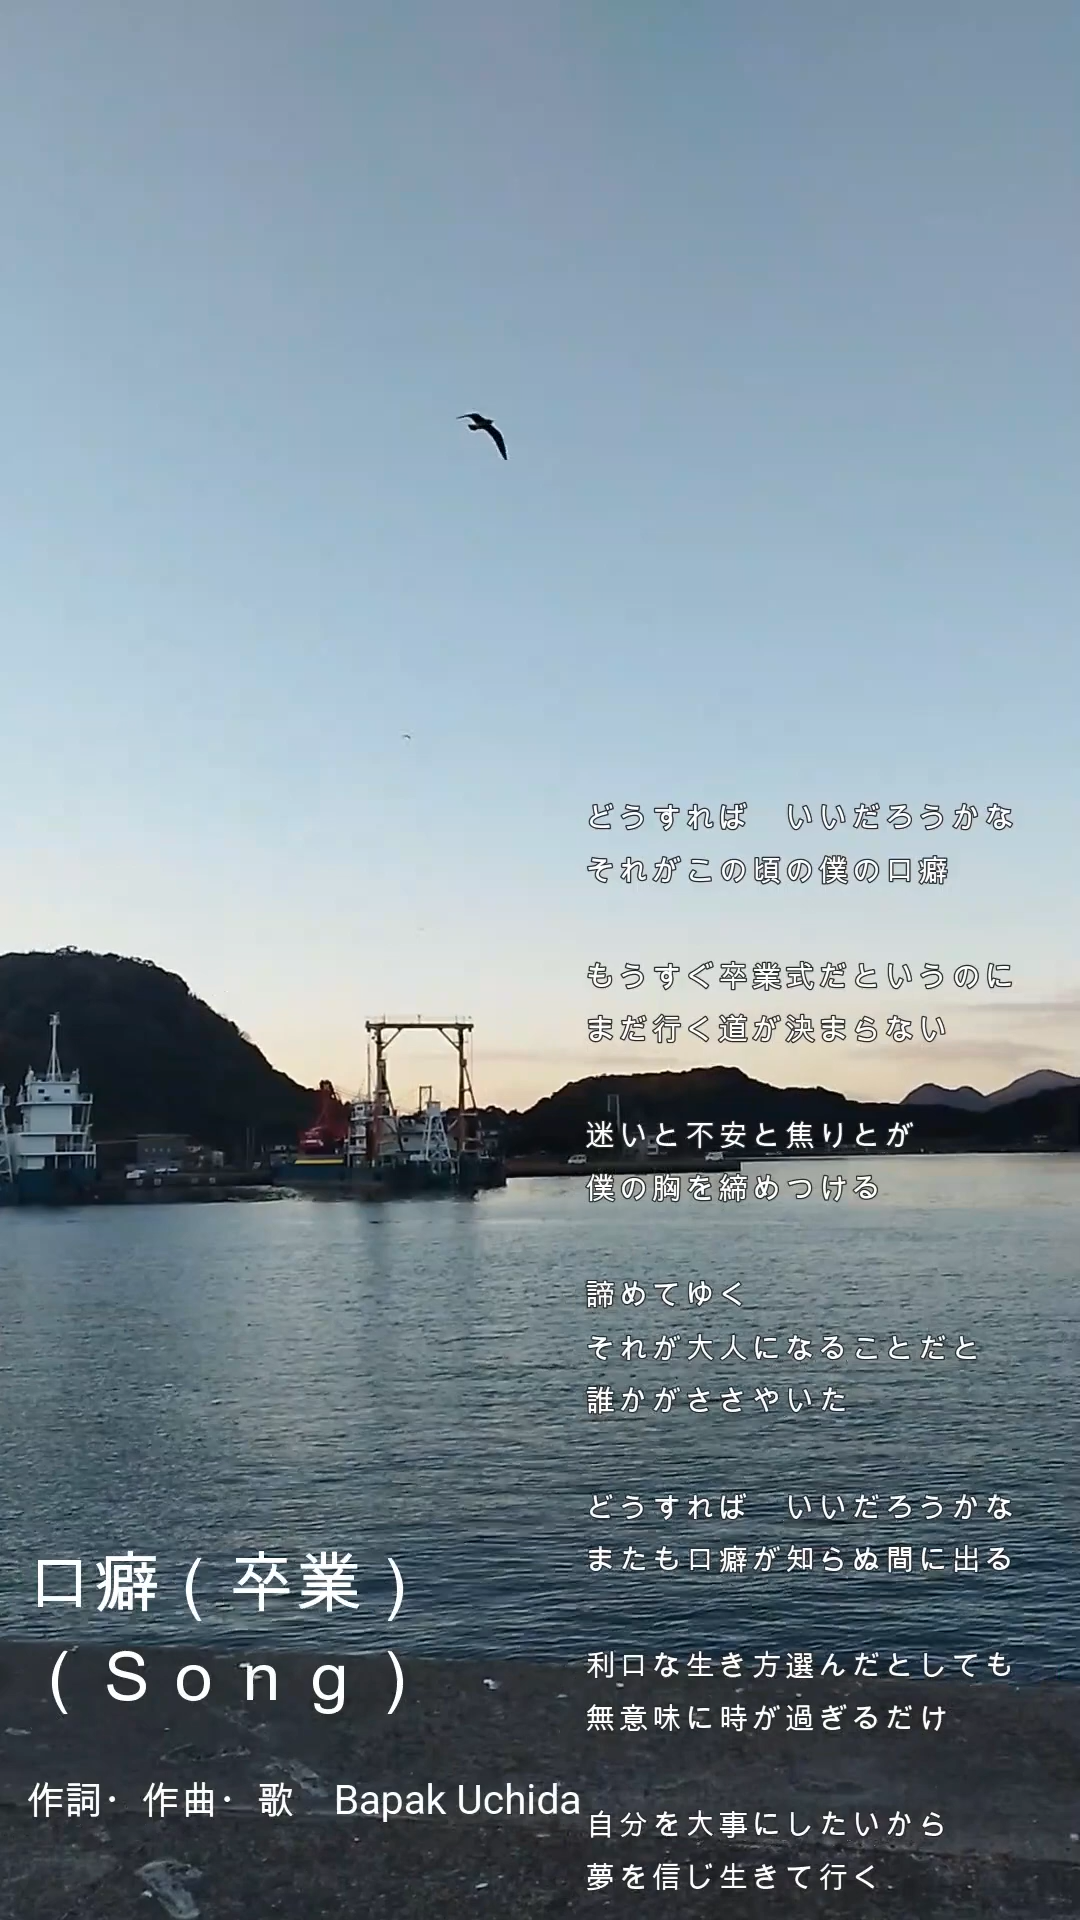 どうすれば　いいだろうかな
それがこの頃の僕の口癖
もうすぐ卒業式だというのに
まだ行く道が決まらない
迷いと不安と焦りとが
僕の胸を締めつける
諦めてゆく
それが大人になることだと
誰かがささやいた
どうすれば　いいだろうかな
またも口癖が知らぬ間に出る
利口な生き方選んだとしても
無意味に時が過ぎるだけ
自分を大事にしたいから
夢を信じ生きて行く
口癖(卒業)
(Song)
作詞・作曲・歌　Bapak Uchida